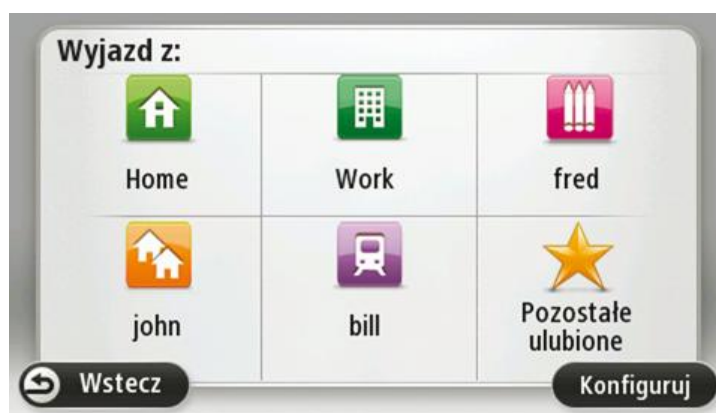 Wyjazd z:
Home
Work
fred
john
bill
Pozostałe
ulubione
Wstecz
Konfiguruj